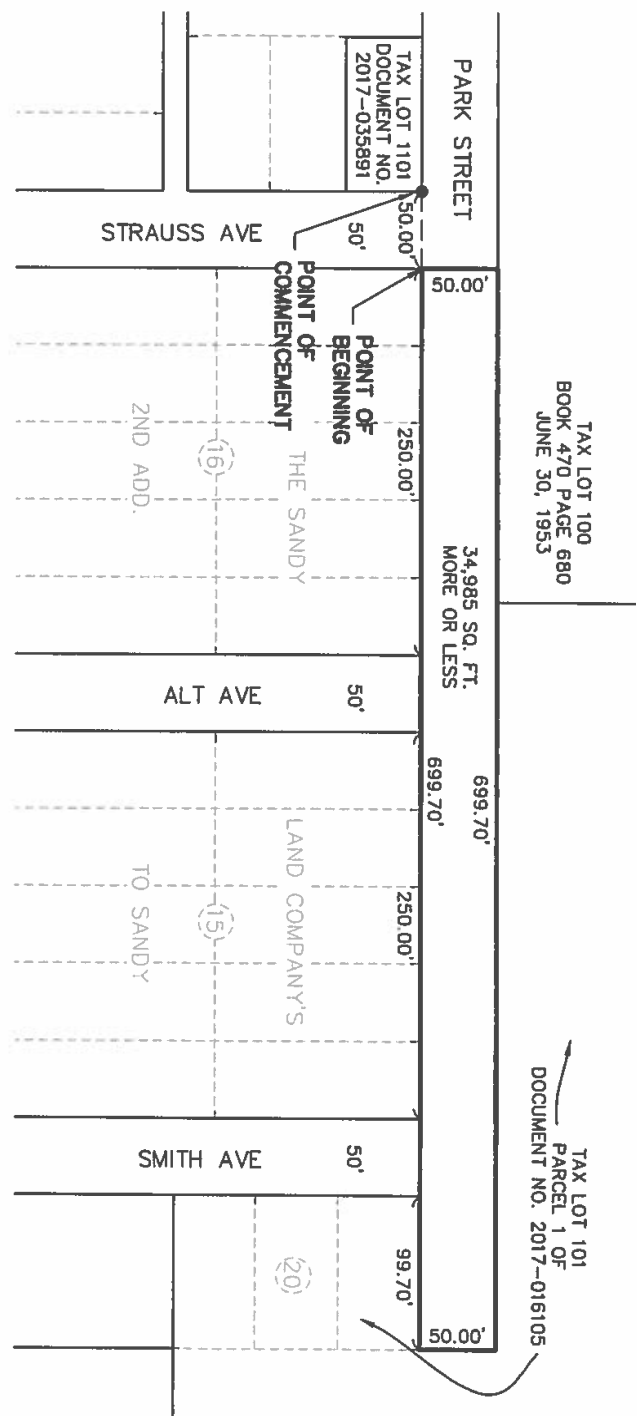 PARK STREET
TAX LOT 1101
DOCUMENT NO.
2017-035891
STRAUSS AVE
50'
50.00'
POINT OF
COMMENCEMENT
POINT OF
BEGINNING
50.00'
TAX LOT 100
BOOK 470 PAGE 680
JUNE 30, 1953
250.00'
34,985 SQ. FT.
MORE OR LESS
THE SANDY
16
2ND ADD.
ALT AVE
50'
699.70'
699.70'
250.00'
LAND COMPANY'S
15
TO SANDY
SMITH AVE
50'
TAX LOT 101
PARCEL 1 OF
DOCUMENT NO. 2017-016105
99.70'
20
50.00'